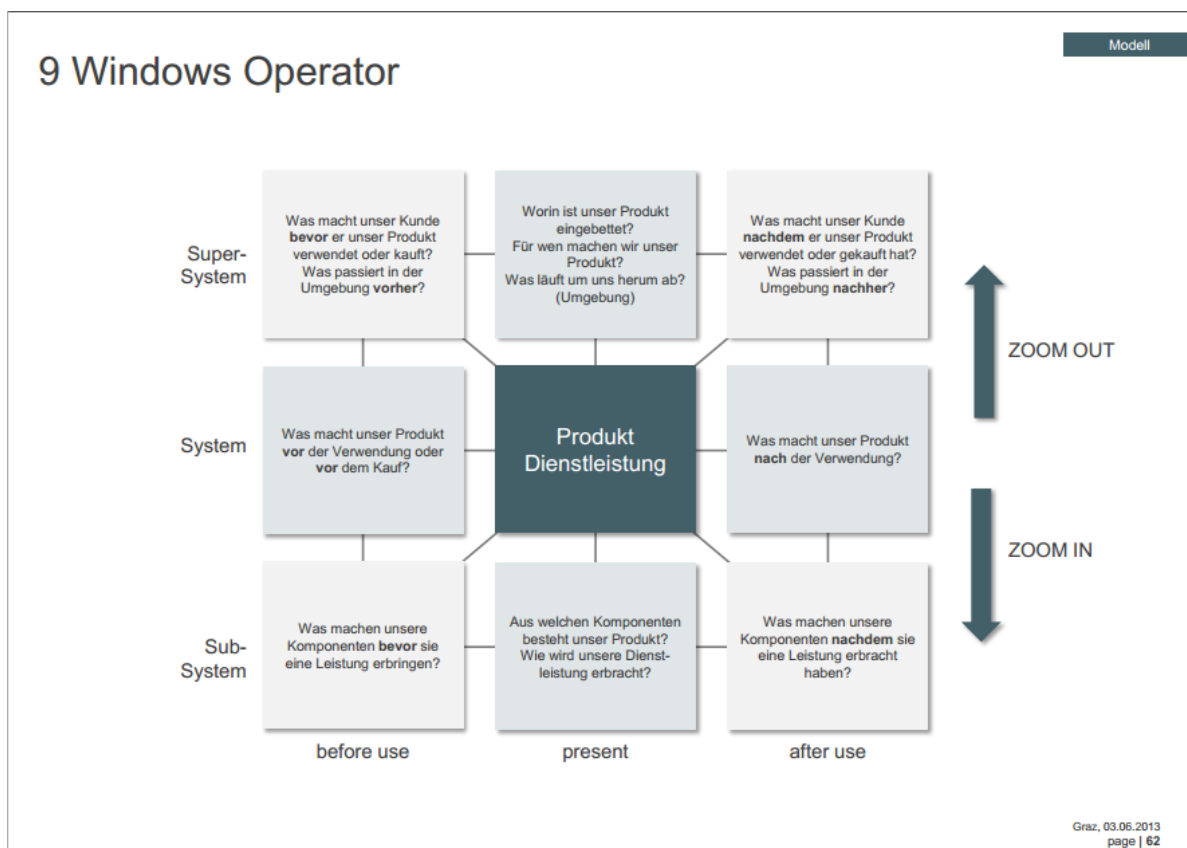 Modell
9 Windows Operator
Super-
System
Was macht unser Kunde
bevor er unser Produkt
verwendet oder kauft?
Was passiert in der
Umgebung vorher?
Worin ist unser Produkt
eingebettet?
Für wen machen wir unser
Produkt?
Was läuft um uns herum ab?
(Umgebung)
Was macht unser Kunde
nachdem er unser Produkt
verwendet oder gekauft hat?
Was passiert in der
Umgebung nachher?
ZOOM OUT
System
Was macht unser Produkt
vor der Verwendung oder
vor dem Kauf?
Produkt
Dienstleistung
Was macht unser Produkt
nach der Verwendung?
ZOOM IN
Sub-
System
Was machen unsere
Komponenten bevor sie
eine Leistung erbringen?
Aus welchen Komponenten
besteht unser Produkt?
Wie wird unsere Dienst-
leistung erbracht?
Was machen unsere
Komponenten nachdem sie
eine Leistung erbracht
haben?
before use
present
after use
Graz, 03.06.2013
page | 62